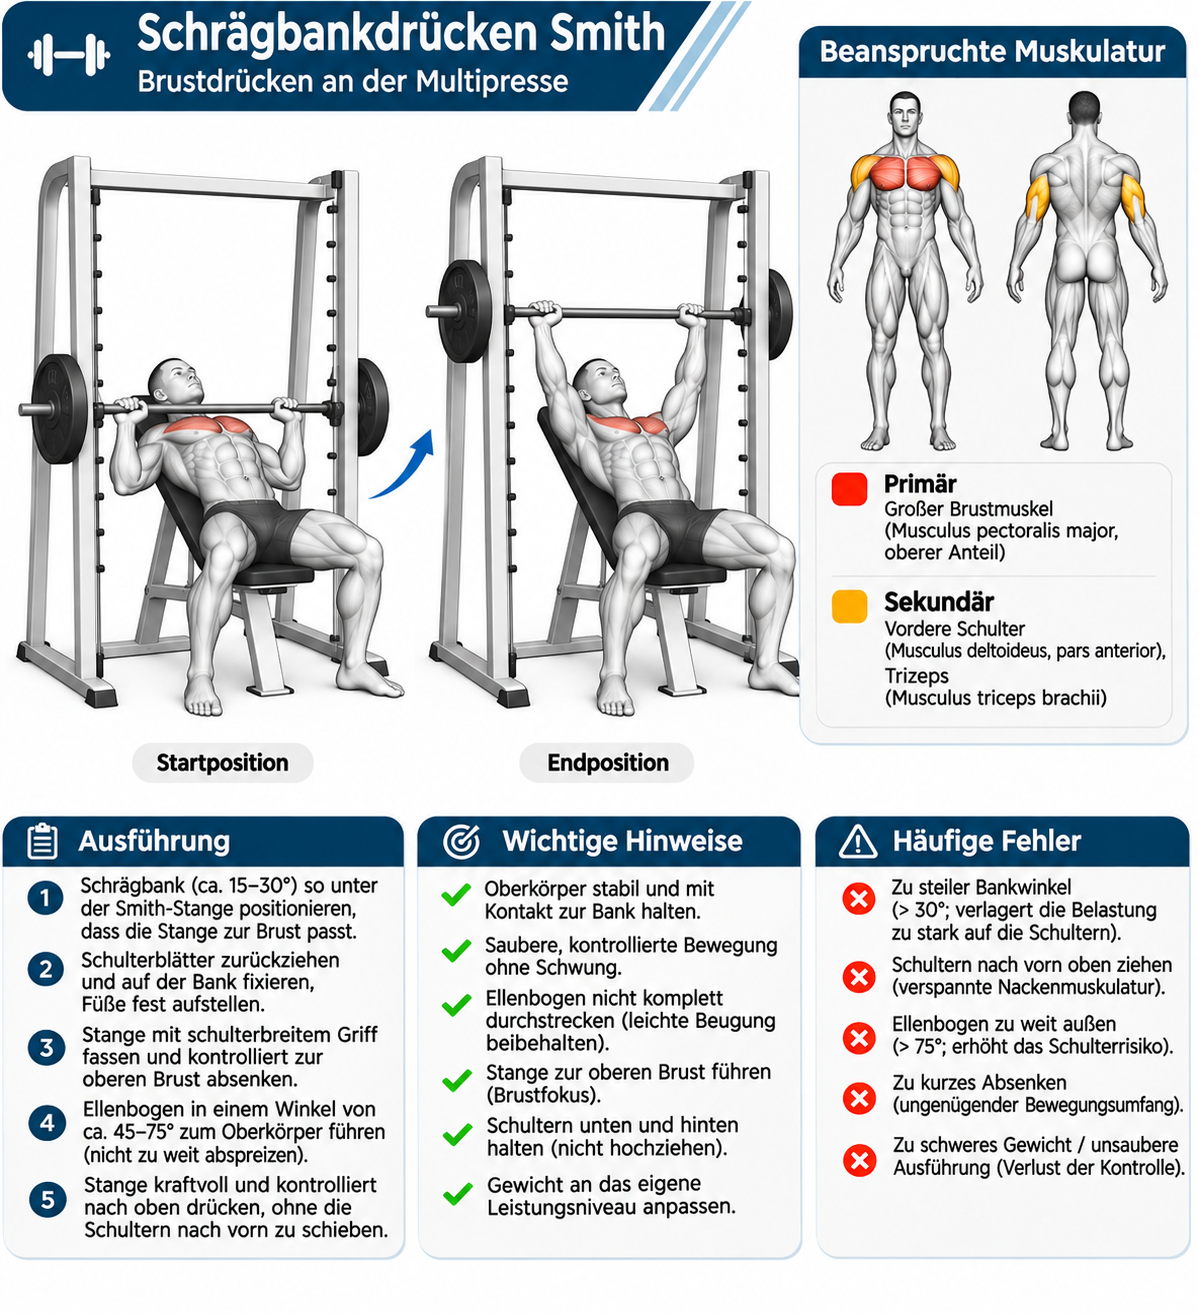 Schrägbankdrücken Smith
Brustdrücken an der Multipresse
Beanspruchte Muskulatur
Primär
Großer Brustmuskel
(Musculus pectoralis major,
oberer Anteil)
Sekundär
Vordere Schulter
(Musculus deltoideus, pars anterior),
Trizeps
(Musculus triceps brachii)
Startposition
Endposition
Ausführung
1 Schrägbank (ca. 15–30°) so unter
der Smith-Stange positionieren,
dass die Stange zur Brust passt.
2 Schulterblätter zurückziehen
und auf der Bank fixieren,
Füße fest aufstellen.
3 Stange mit schulterbreitem Griff
fassen und kontrolliert zur
oberen Brust absenken.
4 Ellenbogen in einem Winkel von
ca. 45–75° zum Oberkörper führen
(nicht zu weit abspreizen).
5 Stange kraftvoll und kontrolliert
nach oben drücken, ohne die
Schultern nach vorn zu schieben.
Wichtige Hinweise
Oberkörper stabil und mit
Kontakt zur Bank halten.
Saubere, kontrollierte Bewegung
ohne Schwung.
Ellenbogen nicht komplett
durchstrecken (leichte Beugung
beibehalten).
Stange zur oberen Brust führen
(Brustfokus).
Schultern unten und hinten
halten (nicht hochziehen).
Gewicht an das eigene
Leistungsniveau anpassen.
Häufige Fehler
Zu steiler Bankwinkel
(> 30°; verlagert die Belastung
zu stark auf die Schultern).
Schultern nach vorn oben ziehen
(verspannte Nackenmuskulatur).
Ellenbogen zu weit außen
(> 75°; erhöht das Schulterrisiko).
Zu kurzes Absenken
(ungenügender Bewegungsumfang).
Zu schweres Gewicht / unsaubere
Ausführung (Verlust der Kontrolle).